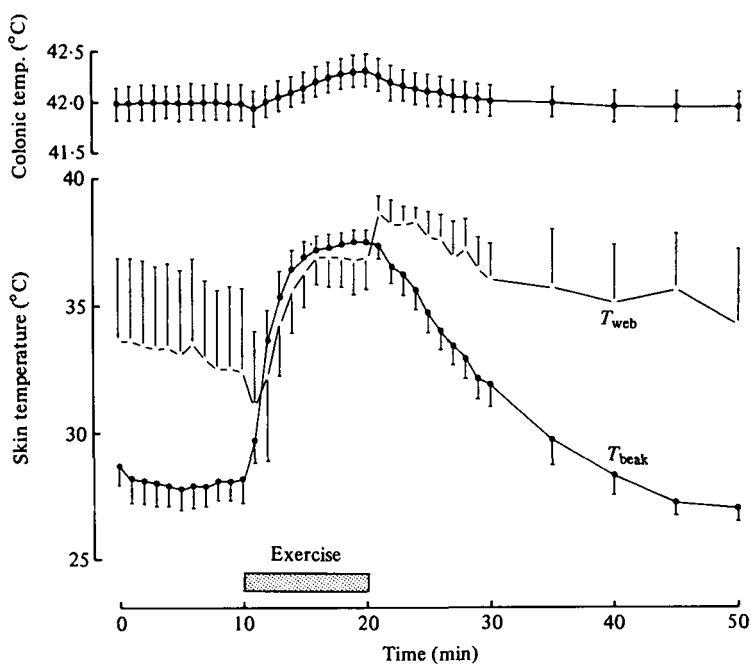 Colonic temp. (°C)
42·5
42·0
41·5
Skin temperature (°C)
40
35
30
25
T_web
T_beak
Exercise
0 10 20 30 40 50
Time (min)